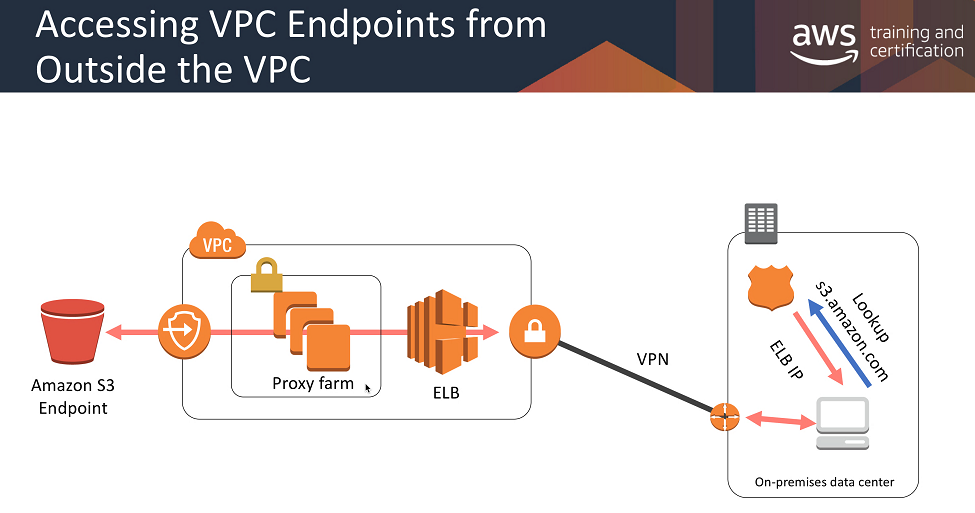 Accessing VPC Endpoints from
Outside the VPC
aws
training and
certification
VPC
Amazon S3
Endpoint
Proxy farm
ELB
VPN
ELB IP
Lookup
s3.amazon.com
On-premises data center